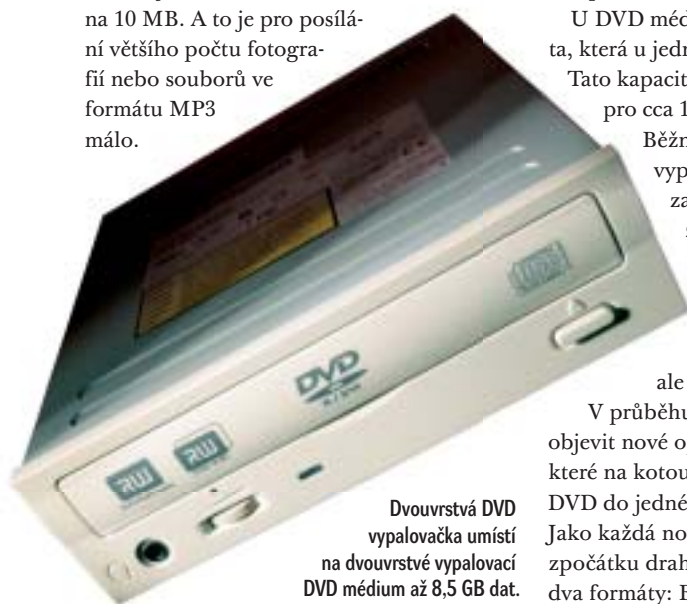 na 10 MB. A to je pro posílá-
ní většího počtu fotogra-
fií nebo souborů ve
formátu MP3
málo.
DVD
RW
RW
Dvouvrstvá DVD
vypalovačka umístí
na dvouvrstvé vypalovací
DVD médium až 8,5 GB dat.
U DVD méd
ta, která u jedn
Tato kapacit
pro cca 1
Běžn
vyp
za
ale
V průběhu
objevit nové o
které na kotou
DVD do jedné
Jako každá no
zpočátku drah
dva formáty: